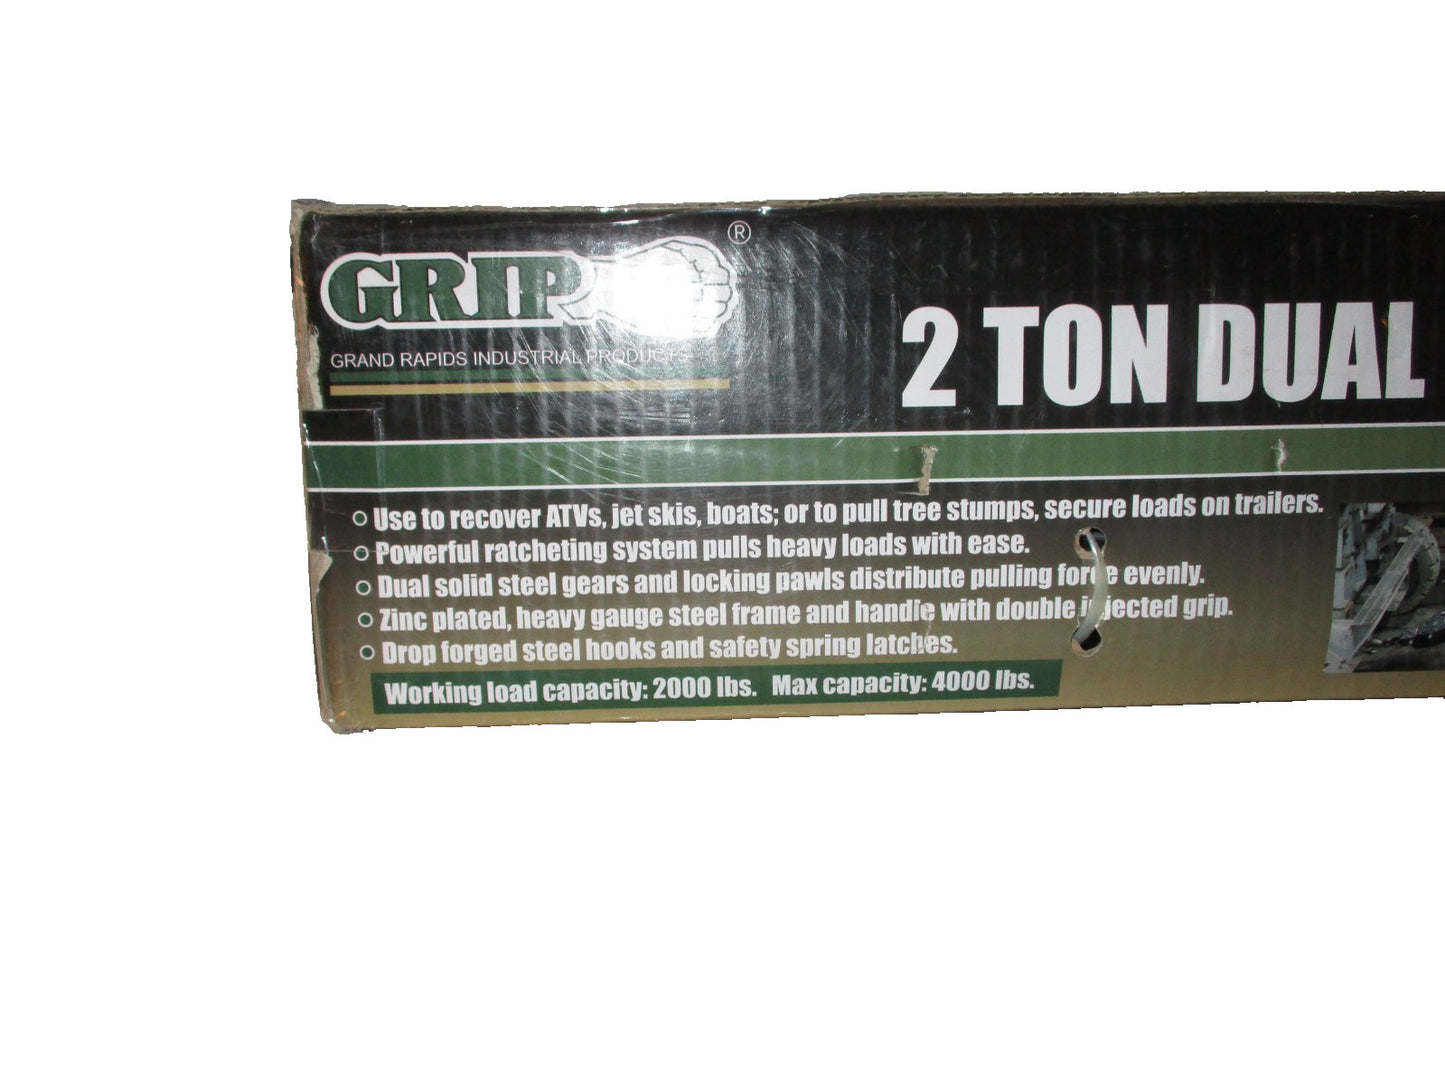 GRIP ®
GRAND RAPIDS INDUSTRIAL PRODUCTS
2 TON DUAL
Use to recover ATVs, jet skis, boats; or to pull tree stumps, secure loads on trailers.
Powerful ratcheting system pulls heavy loads with ease.
Dual solid steel gears and locking pawls distribute pulling force evenly.
Zinc plated, heavy gauge steel frame and handle with double injected grip.
Drop forged steel hooks and safety spring latches.
Working load capacity: 2000 lbs. Max capacity: 4000 lbs.